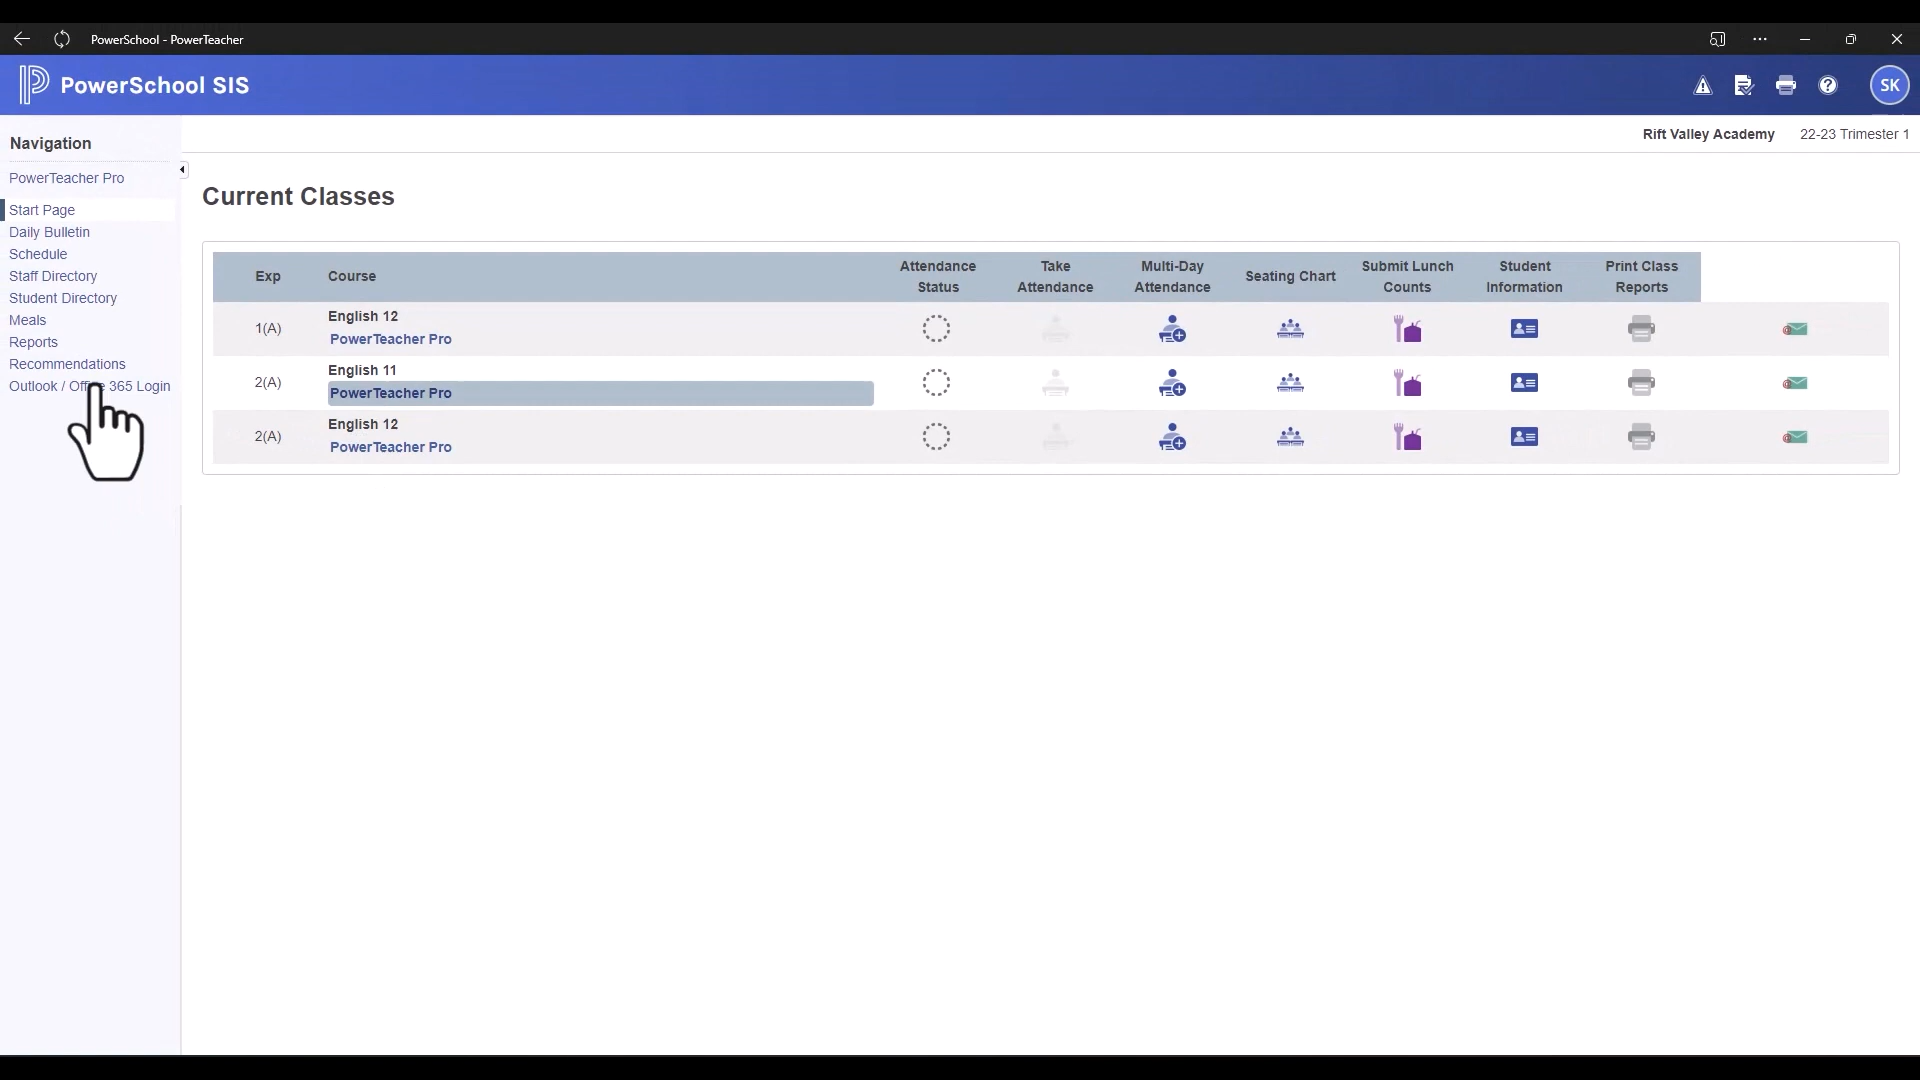 PowerSchool - PowerTeacher
PowerSchool SIS
SK
Rift Valley Academy 22-23 Trimester 1
Navigation
PowerTeacher Pro
Start Page
Daily Bulletin
Schedule
Staff Directory
Student Directory
Meals
Reports
Recommendations
Outlook / Office 365 Login
Current Classes
Exp Course Attendance Status Take Attendance Multi-Day Attendance Seating Chart Submit Lunch Counts Student Information Print Class Reports
1(A) English 12
PowerTeacher Pro
2(A) English 11
PowerTeacher Pro
2(A) English 12
PowerTeacher Pro